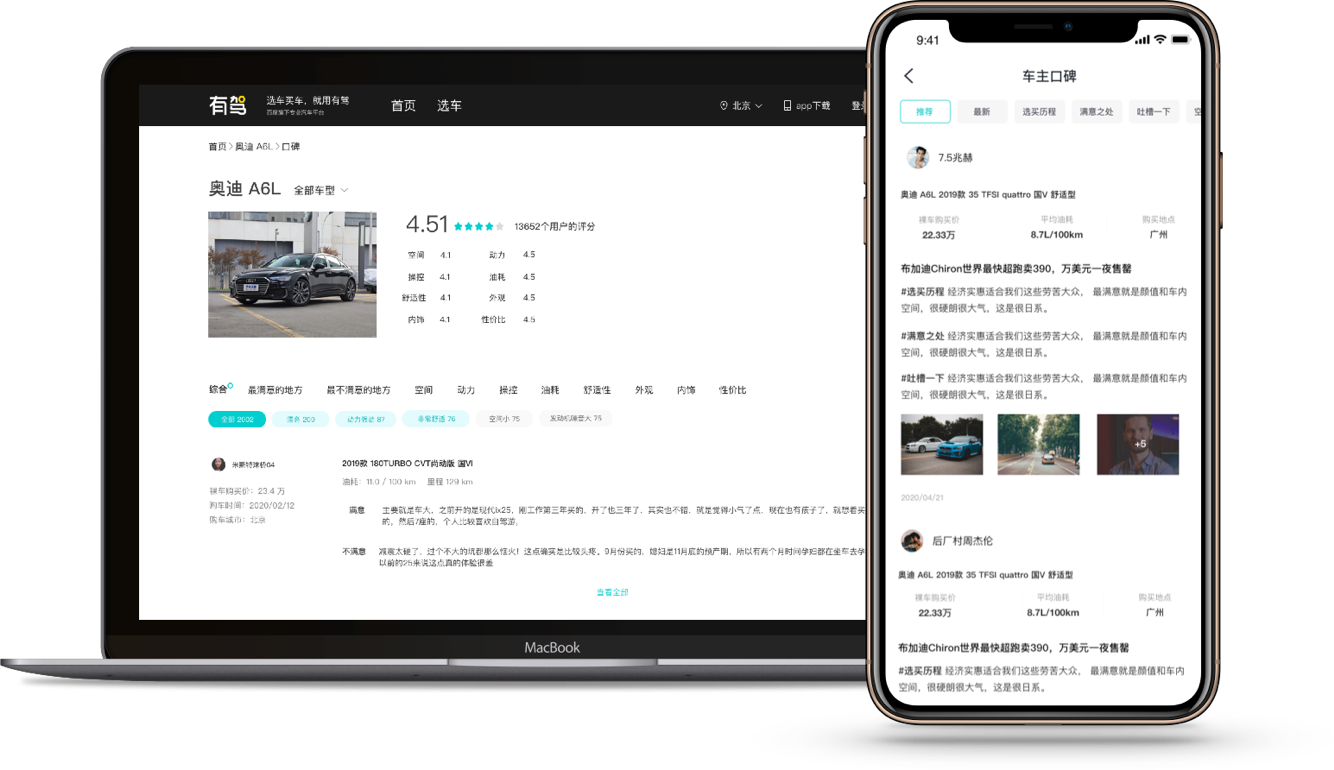 有驾
选车买车，就用有驾
百度旗下专业汽车平台
首页 选车
北京
app下载
首页 > 奥迪 A6L > 口碑
奥迪 A6L 全部车型
4.51 13652个用户的评分
空间 4.1 动力 4.5
操控 4.1 油耗 4.5
舒适性 4.1 外观 4.5
内饰 4.1 性价比 4.5
综合 最满意的地方 最不满意的地方 空间 动力 操控 油耗 舒适性 外观 内饰 性价比
全部 2002 空间小 75 发动机噪音大 75
非常舒适 76
2019款 180TURBO CVT尚动版 国VI
油耗：11.0 / 100 km 里程 129 km
裸车购买价：23.4 万
购车时间：2020/02/12
购车城市：北京
满意 主要就是车大，之前开的是现代ix25，刚工作第三年买的，开了也三年了，其实也不错，就是觉得小气了点，现在也有孩子了，就想着买
的，然后7座的，个人比较喜欢自驾游,
不满意 减震太硬了，过个不大的坑都那么恼火！这点确实是比较头疼。9月份买的，媳妇是11月底的预产期，所以有两个月时间孕妇都在坐车去孕
以前的25来说这点真的体验很差
查看全部
MacBook
9:41
车主口碑
推荐 最新 选买历程 满意之处 吐槽一下 空
7.5兆赫
奥迪 A6L 2019款 35 TFSI quattro 国V 舒适型
裸车购买价 平均油耗 购买地点
22.33万 8.7L/100km 广州
布加迪Chiron世界最快超跑卖390，万美元一夜售罄
#选买历程 经济实惠适合我们这些劳苦大众， 最满意就是颜值和车内
空间，很硬朗很大气，这是很日系。
#满意之处 经济实惠适合我们这些劳苦大众， 最满意就是颜值和车内
空间，很硬朗很大气，这是很日系。
#吐槽一下 经济实惠适合我们这些劳苦大众， 最满意就是颜值和车内
空间，很硬朗很大气，这是很日系。
+5
2020/04/21
后厂村周杰伦
奥迪 A6L 2019款 35 TFSI quattro 国V 舒适型
裸车购买价 平均油耗 购买地点
22.33万 8.7L/100km 广州
布加迪Chiron世界最快超跑卖390，万美元一夜售罄
#选买历程 经济实惠适合我们这些劳苦大众， 最满意就是颜值和车内
空间，很硬朗很大气，这是很日系。